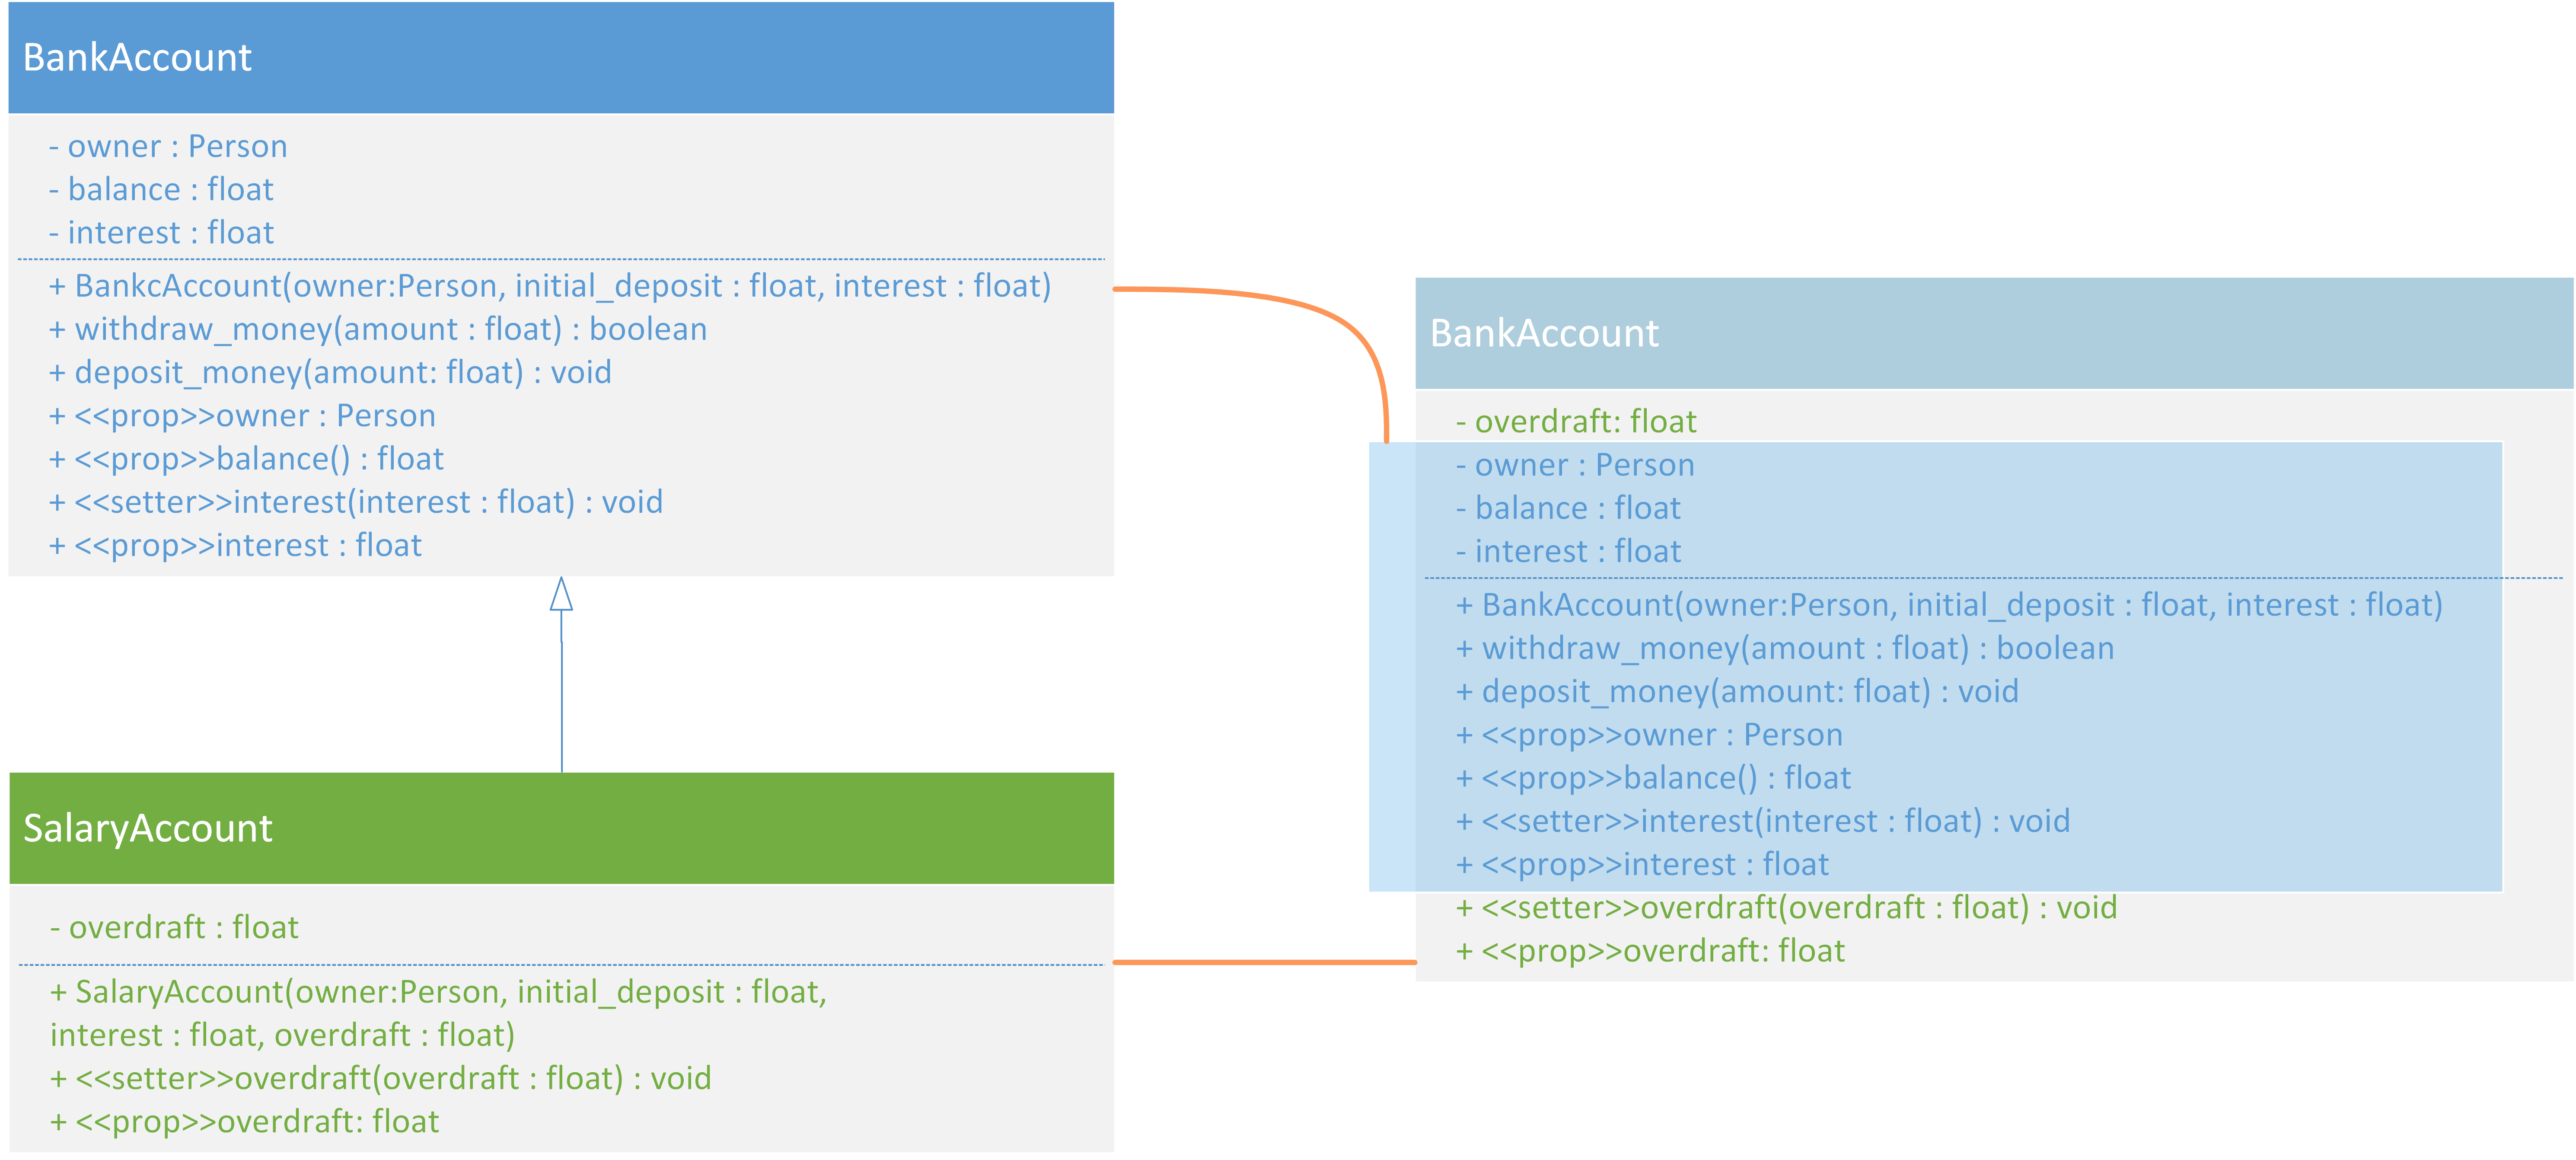 BankAccount
- owner : Person
- balance : float
- interest : float
+ BankcAccount(owner:Person, initial_deposit : float, interest : float)
+ withdraw_money(amount : float) : boolean
+ deposit_money(amount: float) : void
+ <<prop>>owner : Person
+ <<prop>>balance() : float
+ <<setter>>interest(interest : float) : void
+ <<prop>>interest : float
SalaryAccount
- overdraft : float
+ SalaryAccount(owner:Person, initial_deposit : float,
interest : float, overdraft : float)
+ <<setter>>overdraft(overdraft : float) : void
+ <<prop>>overdraft: float
BankAccount
- overdraft: float
- owner : Person
- balance : float
- interest : float
+ BankAccount(owner:Person, initial_deposit : float, interest : float)
+ withdraw_money(amount : float) : boolean
+ deposit_money(amount: float) : void
+ <<prop>>owner : Person
+ <<prop>>balance() : float
+ <<setter>>interest(interest : float) : void
+ <<prop>>interest : float
+ <<setter>>overdraft(overdraft : float) : void
+ <<prop>>overdraft: float